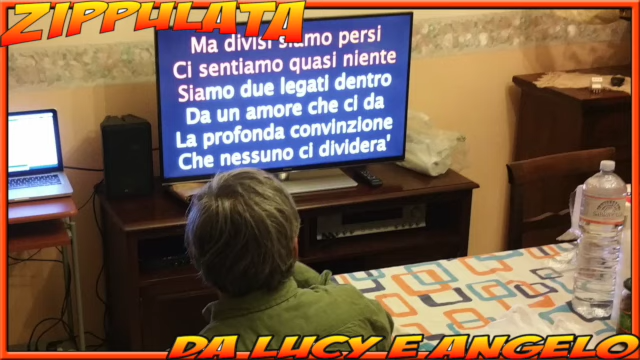 ZIPPULATA
Ma divisi siamo persi
Ci sentiamo quasi niente
Siamo due legati dentro
Da un amore che ci da
La profonda convinzione
Che nessuno ci dividera'
DA LUCY E ANGELO